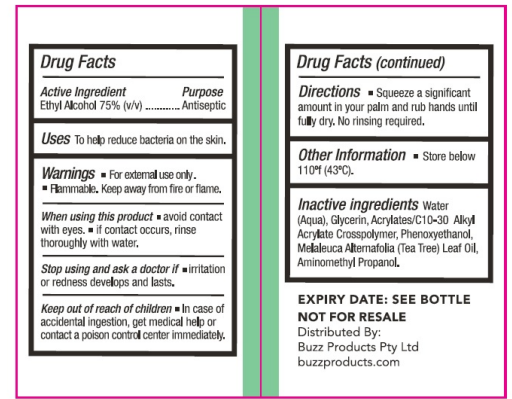 Drug Facts
Active Ingredient Purpose
Ethyl Alcohol 75% (v/v) ........... Antiseptic
Uses To help reduce bacteria on the skin.
Warnings ▪ For external use only.
▪ Flammable. Keep away from fire or flame.
When using this product ▪ avoid contact
with eyes. ▪ if contact occurs, rinse
thoroughly with water.
Stop using and ask a doctor if ▪ irritation
or redness develops and lasts.
Keep out of reach of children ▪ In case of
accidental ingestion, get medical help or
contact a poison control center immediately.
Drug Facts (continued)
Directions ▪ Squeeze a significant
amount in your palm and rub hands until
fully dry. No rinsing required.
Other Information ▪ Store below
110ºf (43ºC).
Inactive ingredients Water
(Aqua), Glycerin, Acrylates/C10-30 Alkyl
Acrylate Crosspolymer, Phenoxyethanol,
Melaleuca Alternafolia (Tea Tree) Leaf Oil,
Aminomethyl Propanol.
EXPIRY DATE: SEE BOTTLE
NOT FOR RESALE
Distributed By:
Buzz Products Pty Ltd
buzzproducts.com